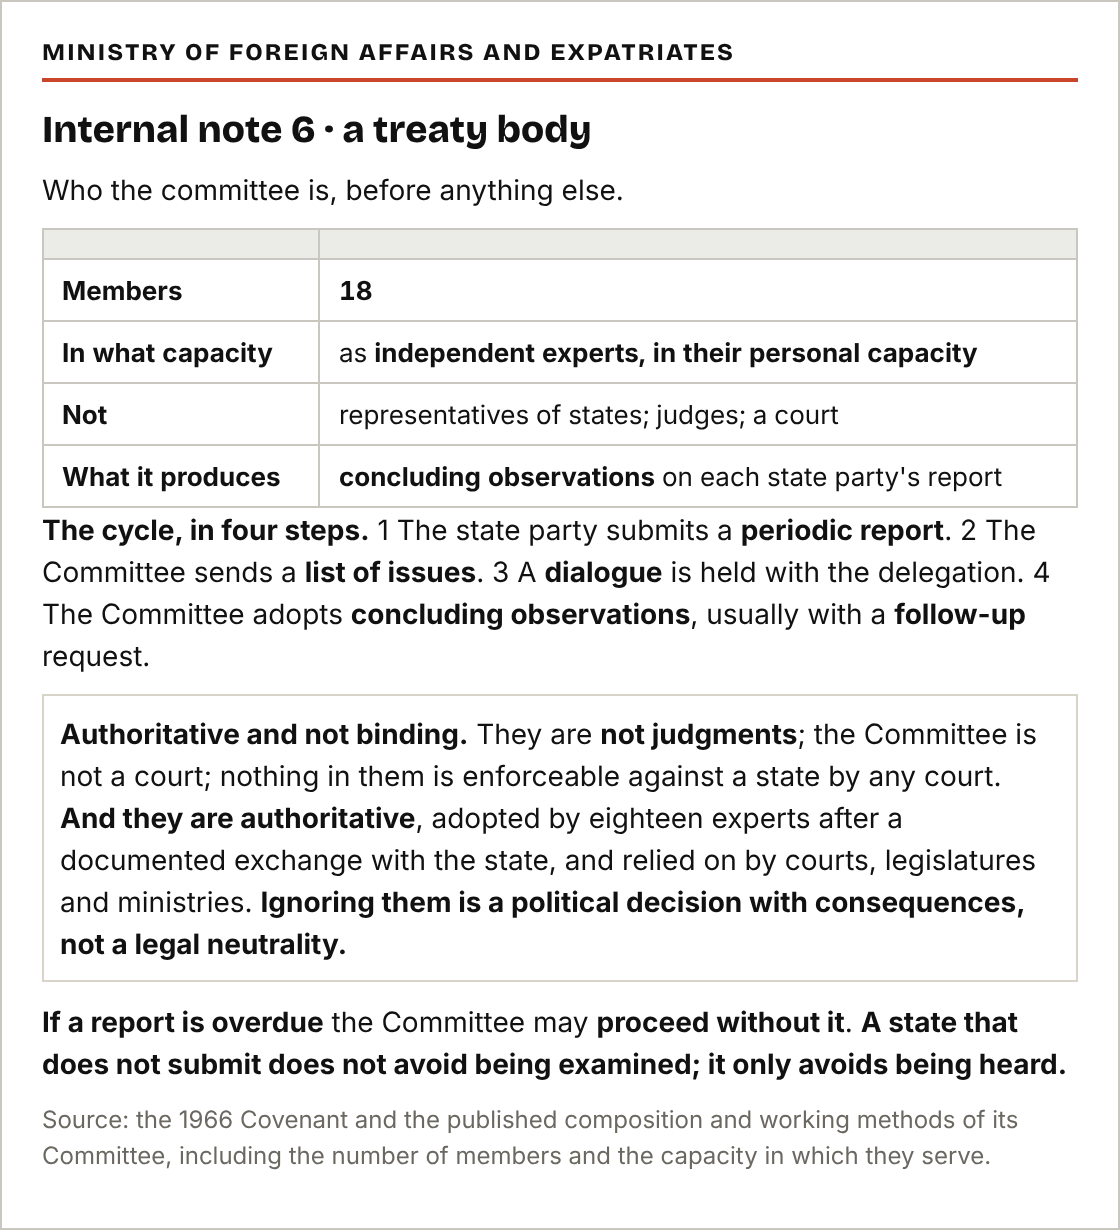 MINISTRY OF FOREIGN AFFAIRS AND EXPATRIATES
Internal note 6 · a treaty body
Who the committee is, before anything else.
Members 18
In what capacity as independent experts, in their personal capacity
Not representatives of states; judges; a court
What it produces concluding observations on each state party's report
The cycle, in four steps. 1 The state party submits a periodic report. 2 The
Committee sends a list of issues. 3 A dialogue is held with the delegation. 4
The Committee adopts concluding observations, usually with a follow-up
request.
Authoritative and not binding. They are not judgments; the Committee is
not a court; nothing in them is enforceable against a state by any court.
And they are authoritative, adopted by eighteen experts after a
documented exchange with the state, and relied on by courts, legislatures
and ministries. Ignoring them is a political decision with consequences,
not a legal neutrality.
If a report is overdue the Committee may proceed without it. A state that
does not submit does not avoid being examined; it only avoids being heard.
Source: the 1966 Covenant and the published composition and working methods of its
Committee, including the number of members and the capacity in which they serve.